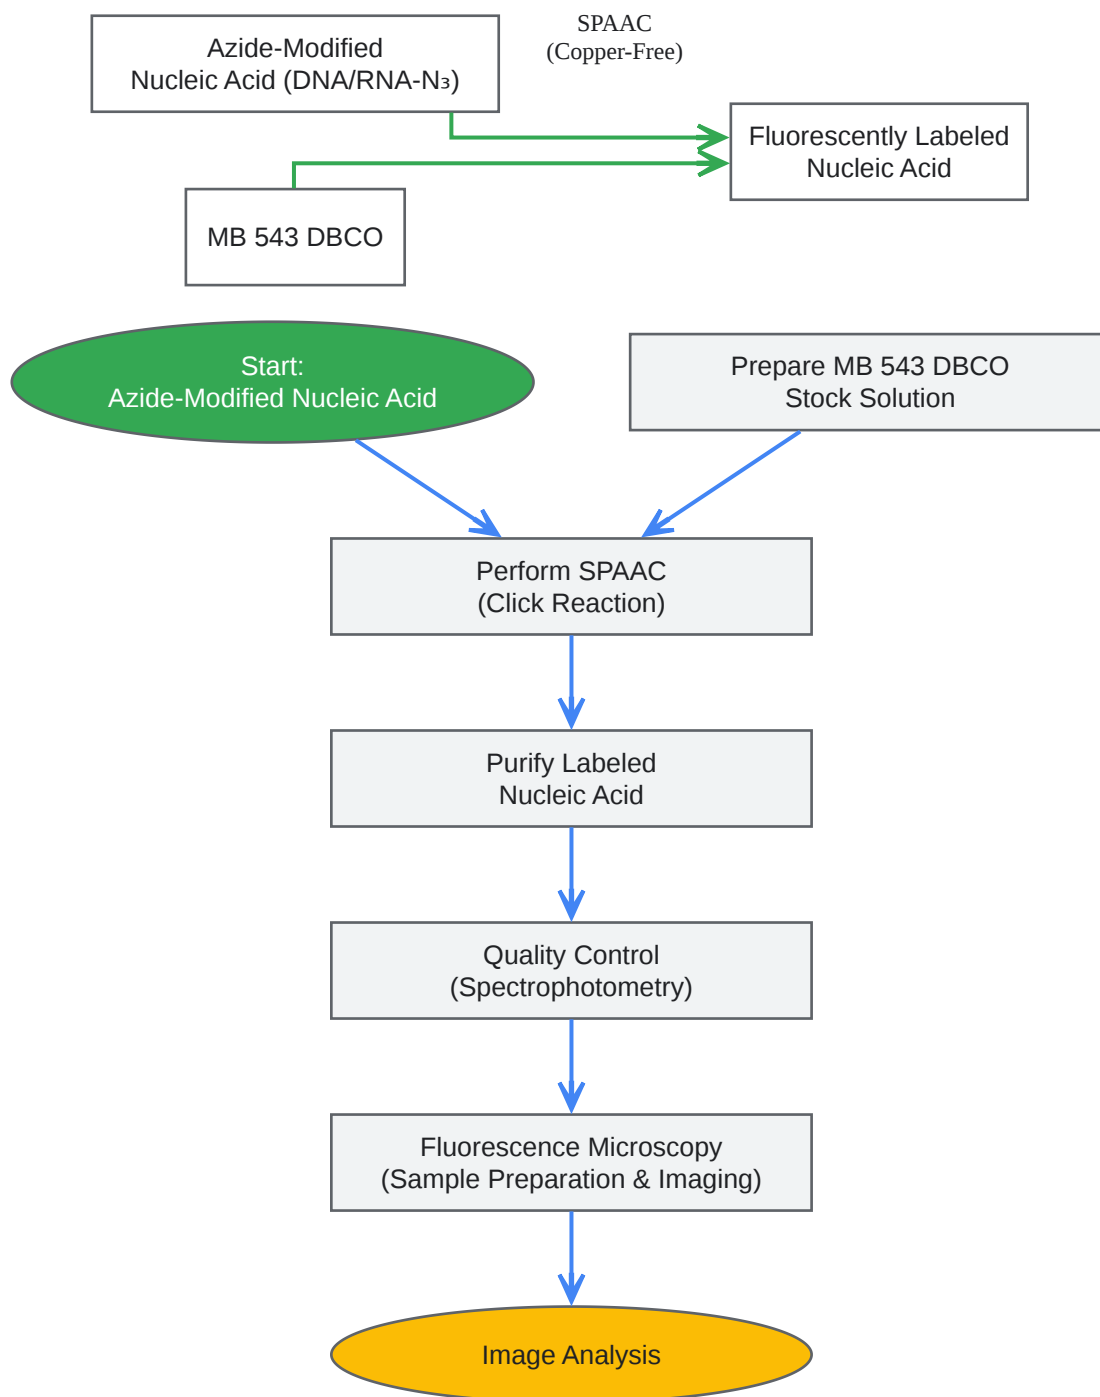 Azide-Modified
Nucleic Acid (DNA/RNA-N₃)
SPAAC
(Copper-Free)
Fluorescently Labeled
Nucleic Acid
MB 543 DBCO
Start:
Azide-Modified Nucleic Acid
Prepare MB 543 DBCO
Stock Solution
Perform SPAAC
(Click Reaction)
Purify Labeled
Nucleic Acid
Quality Control
(Spectrophotometry)
Fluorescence Microscopy
(Sample Preparation & Imaging)
Image Analysis